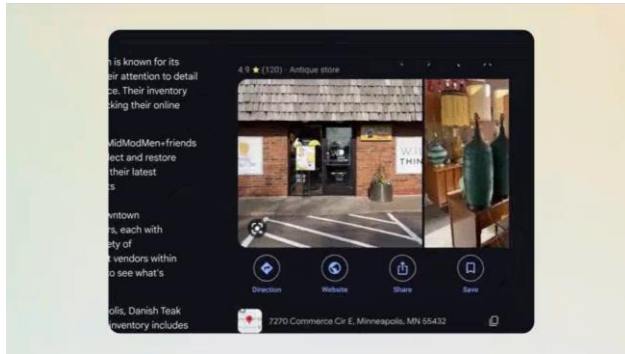 n is known for its
eir attention to detail
ce. Their inventory
cking their online
MidModMen+friends
lect and restore
their latest
ts
wntown
rs, each with
ety of
t vendors within
o see what's
olis, Danish Teak
inventory includes
4.9 ★ (120) · Antique store
WI
THIN
Direction
Website
Share
Save
7270 Commerce Cir E, Minneapolis, MN 55432